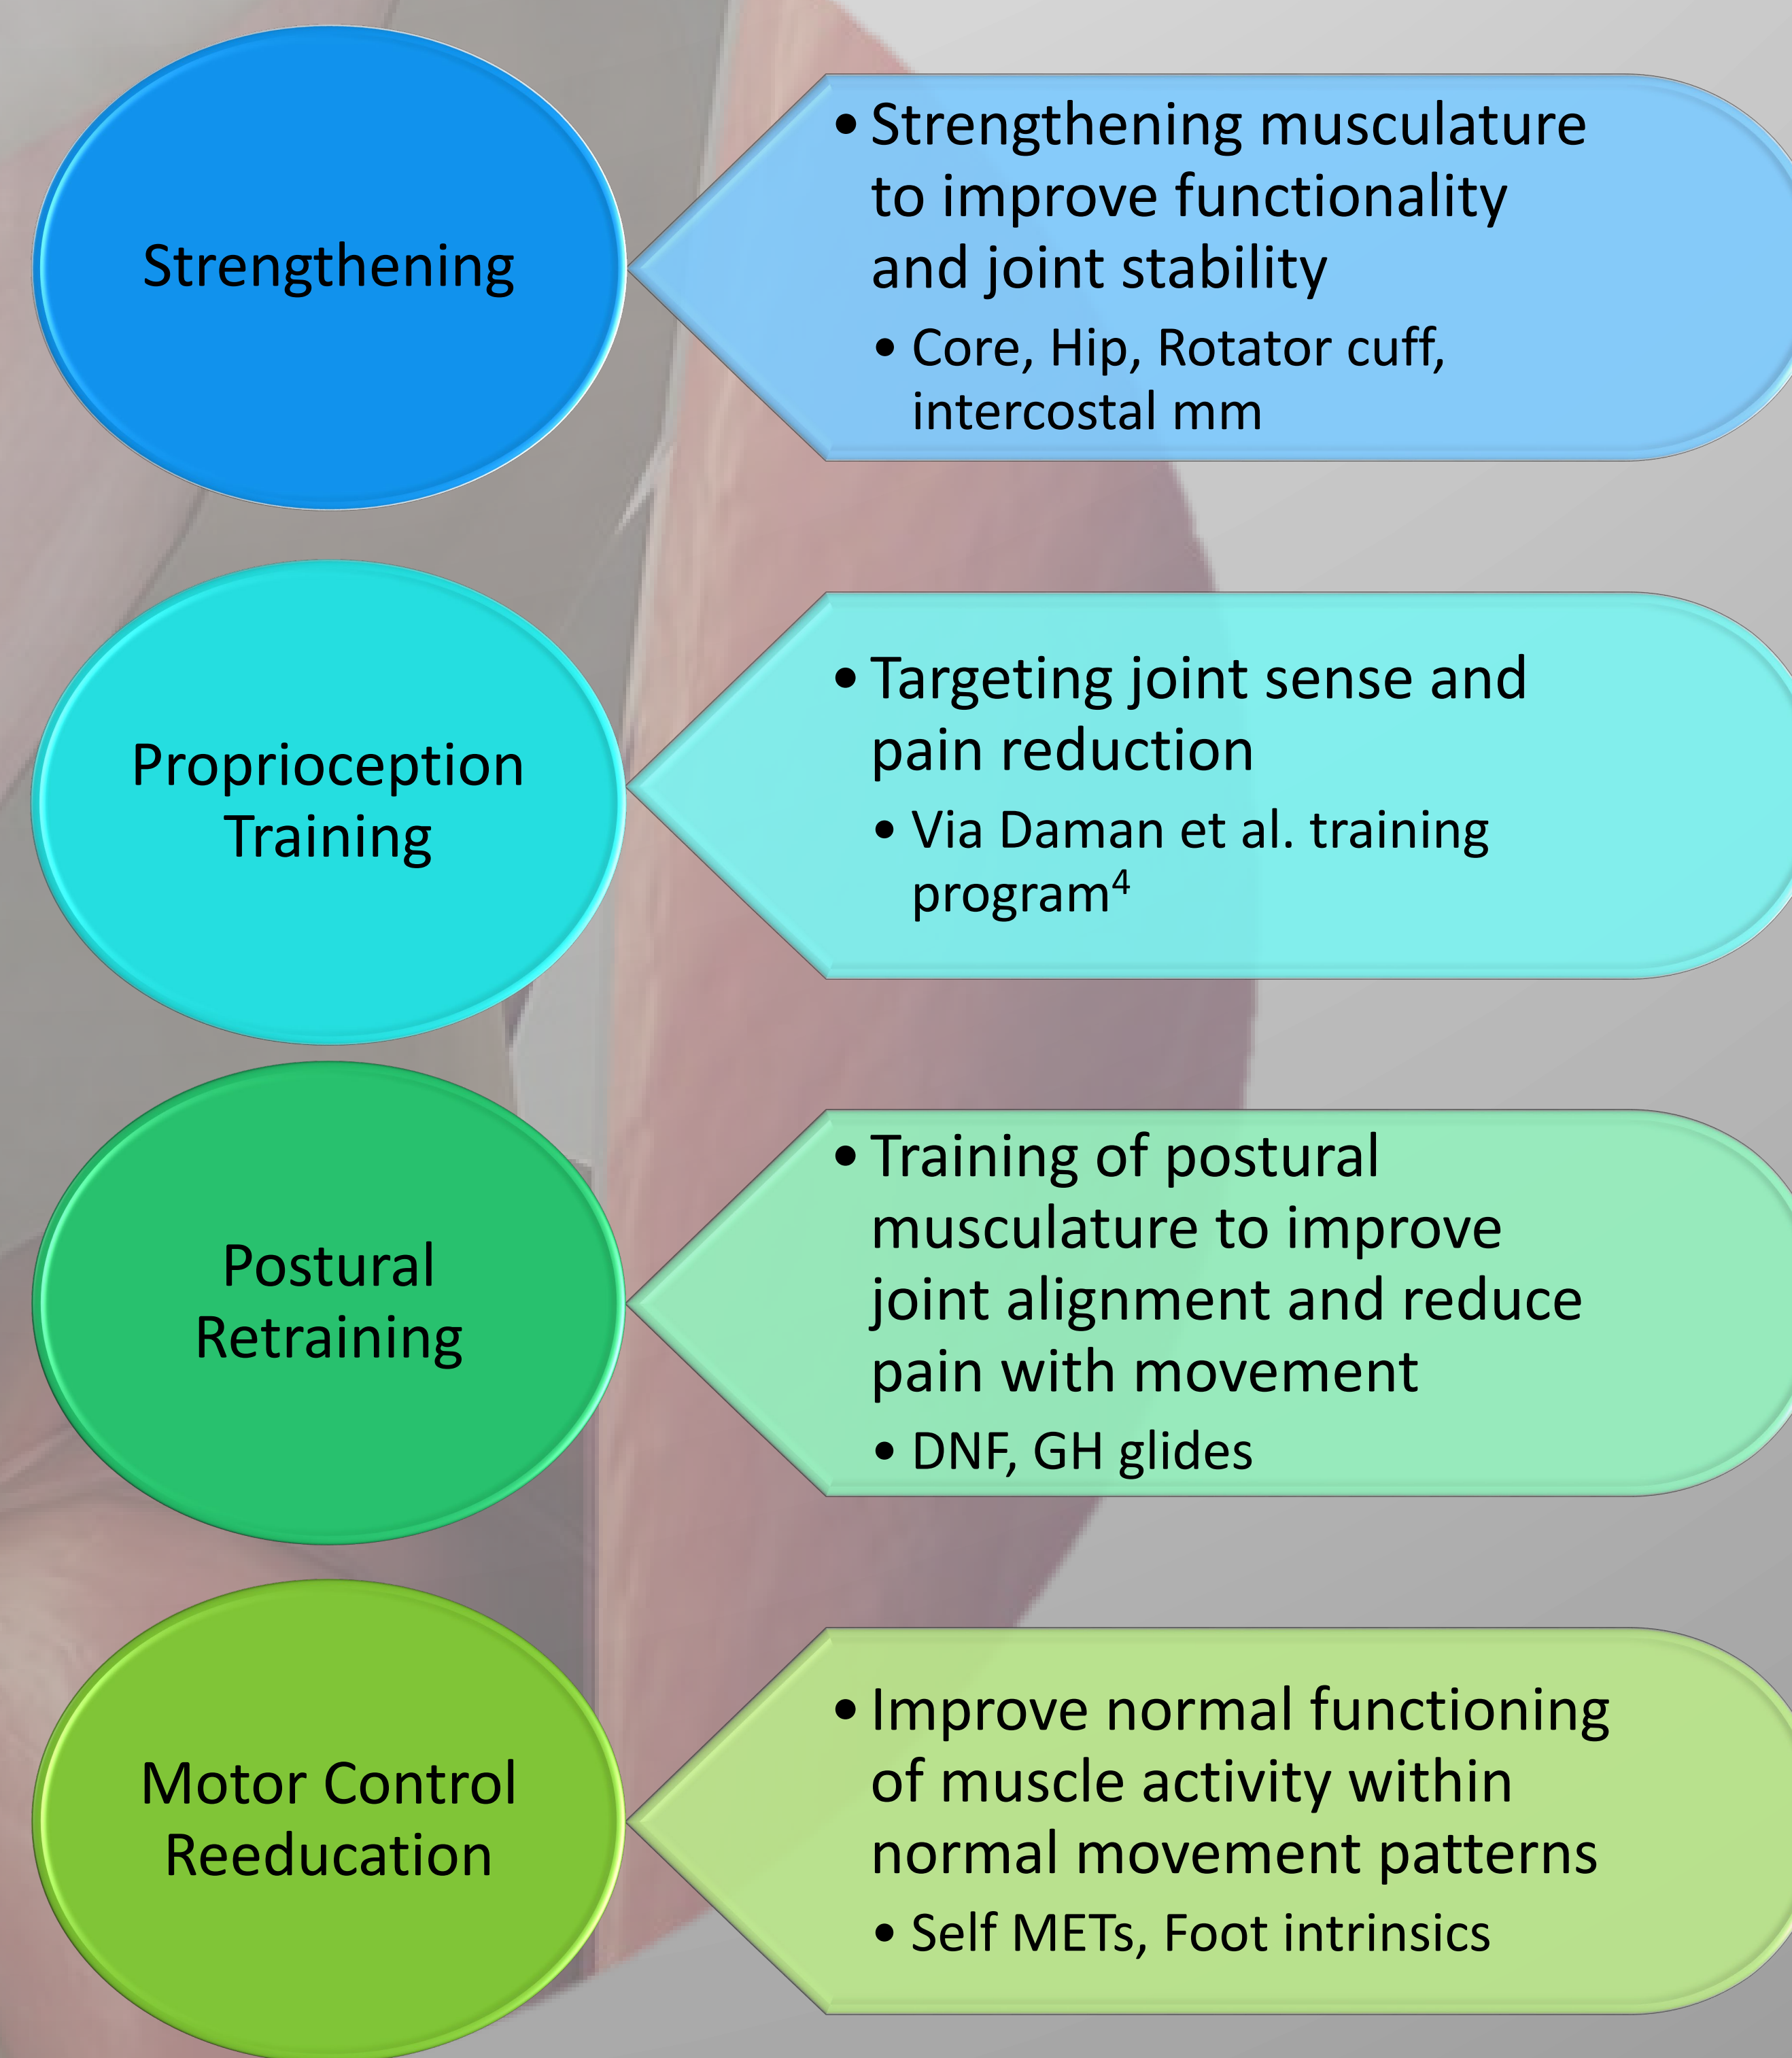 Strengthening
• Strengthening musculature
to improve functionality
and joint stability
• Core, Hip, Rotator cuff,
intercostal mm
Proprioception
Training
• Targeting joint sense and
pain reduction
• Via Daman et al. training
program⁴
Postural
Retraining
• Training of postural
musculature to improve
joint alignment and reduce
pain with movement
• DNF, GH glides
Motor Control
Reeducation
• Improve normal functioning
of muscle activity within
normal movement patterns
• Self METs, Foot intrinsics